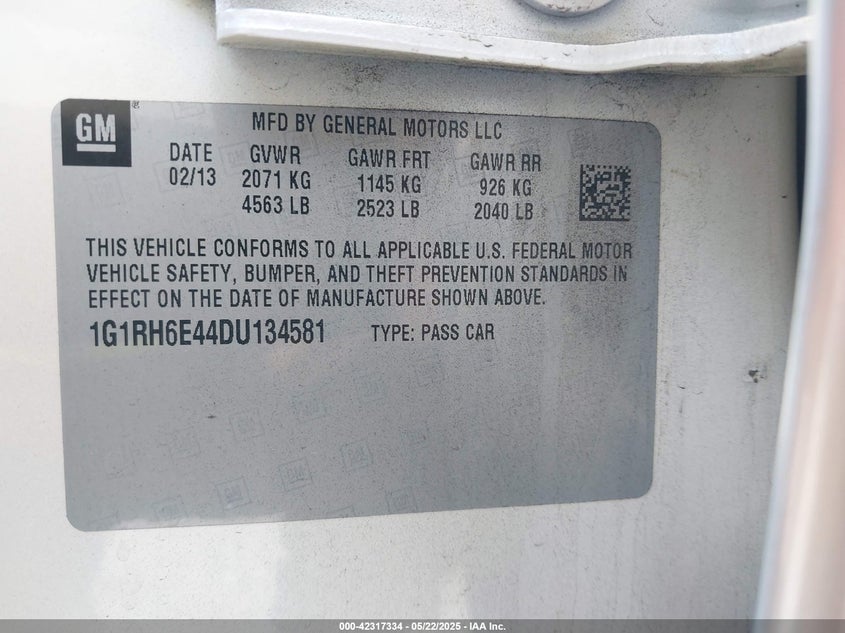 GM
MFD BY GENERAL MOTORS LLC
DATE GVWR GAWR FRT GAWR RR
02/13 2071 KG 1145 KG 926 KG
4563 LB 2523 LB 2040 LB
THIS VEHICLE CONFORMS TO ALL APPLICABLE U.S. FEDERAL MOTOR
VEHICLE SAFETY, BUMPER, AND THEFT PREVENTION STANDARDS IN
EFFECT ON THE DATE OF MANUFACTURE SHOWN ABOVE.
1G1RH6E44DU134581 TYPE: PASS CAR
000-42317334 - 05/22/2025 - IAA Inc.